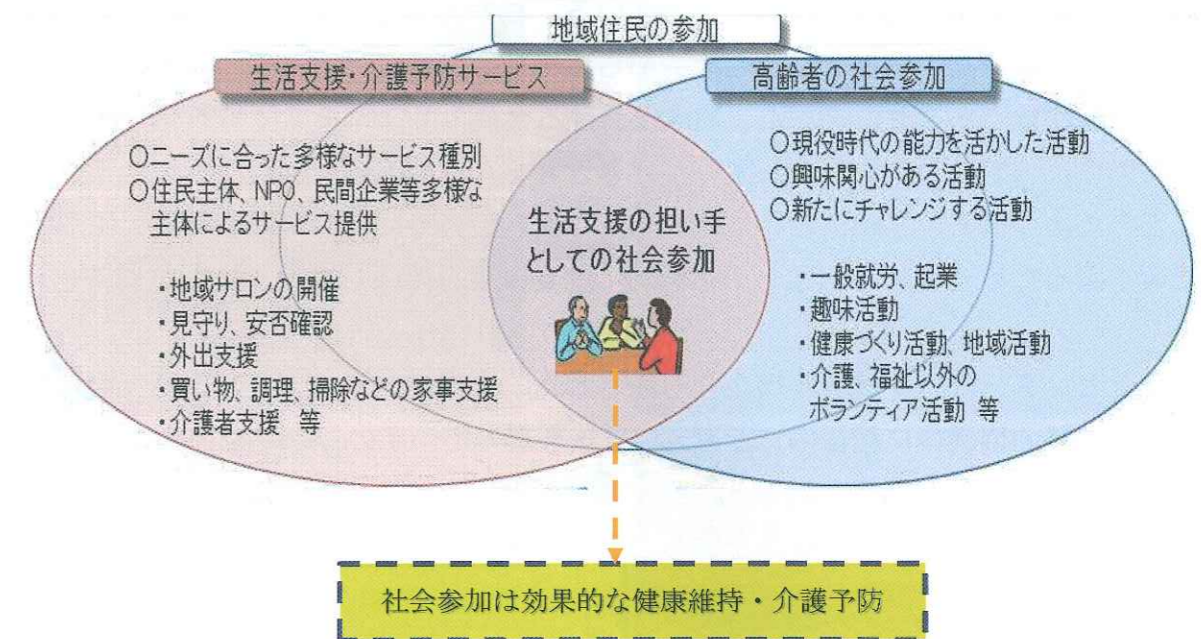 地域住民の参加
生活支援・介護予防サービス
○ニーズに合った多様なサービス種別
○住民主体、NPO、民間企業等多様な
主体によるサービス提供
・地域サロンの開催
・見守り、安否確認
・外出支援
・買い物、調理、掃除などの家事支援
・介護者支援 等
生活支援の担い手
としての社会参加
高齢者の社会参加
○現役時代の能力を活かした活動
○興味関心がある活動
○新たにチャレンジする活動
・一般就労、起業
・趣味活動
・健康づくり活動、地域活動
・介護、福祉以外の
ボランティア活動 等
社会参加は効果的な健康維持・介護予防